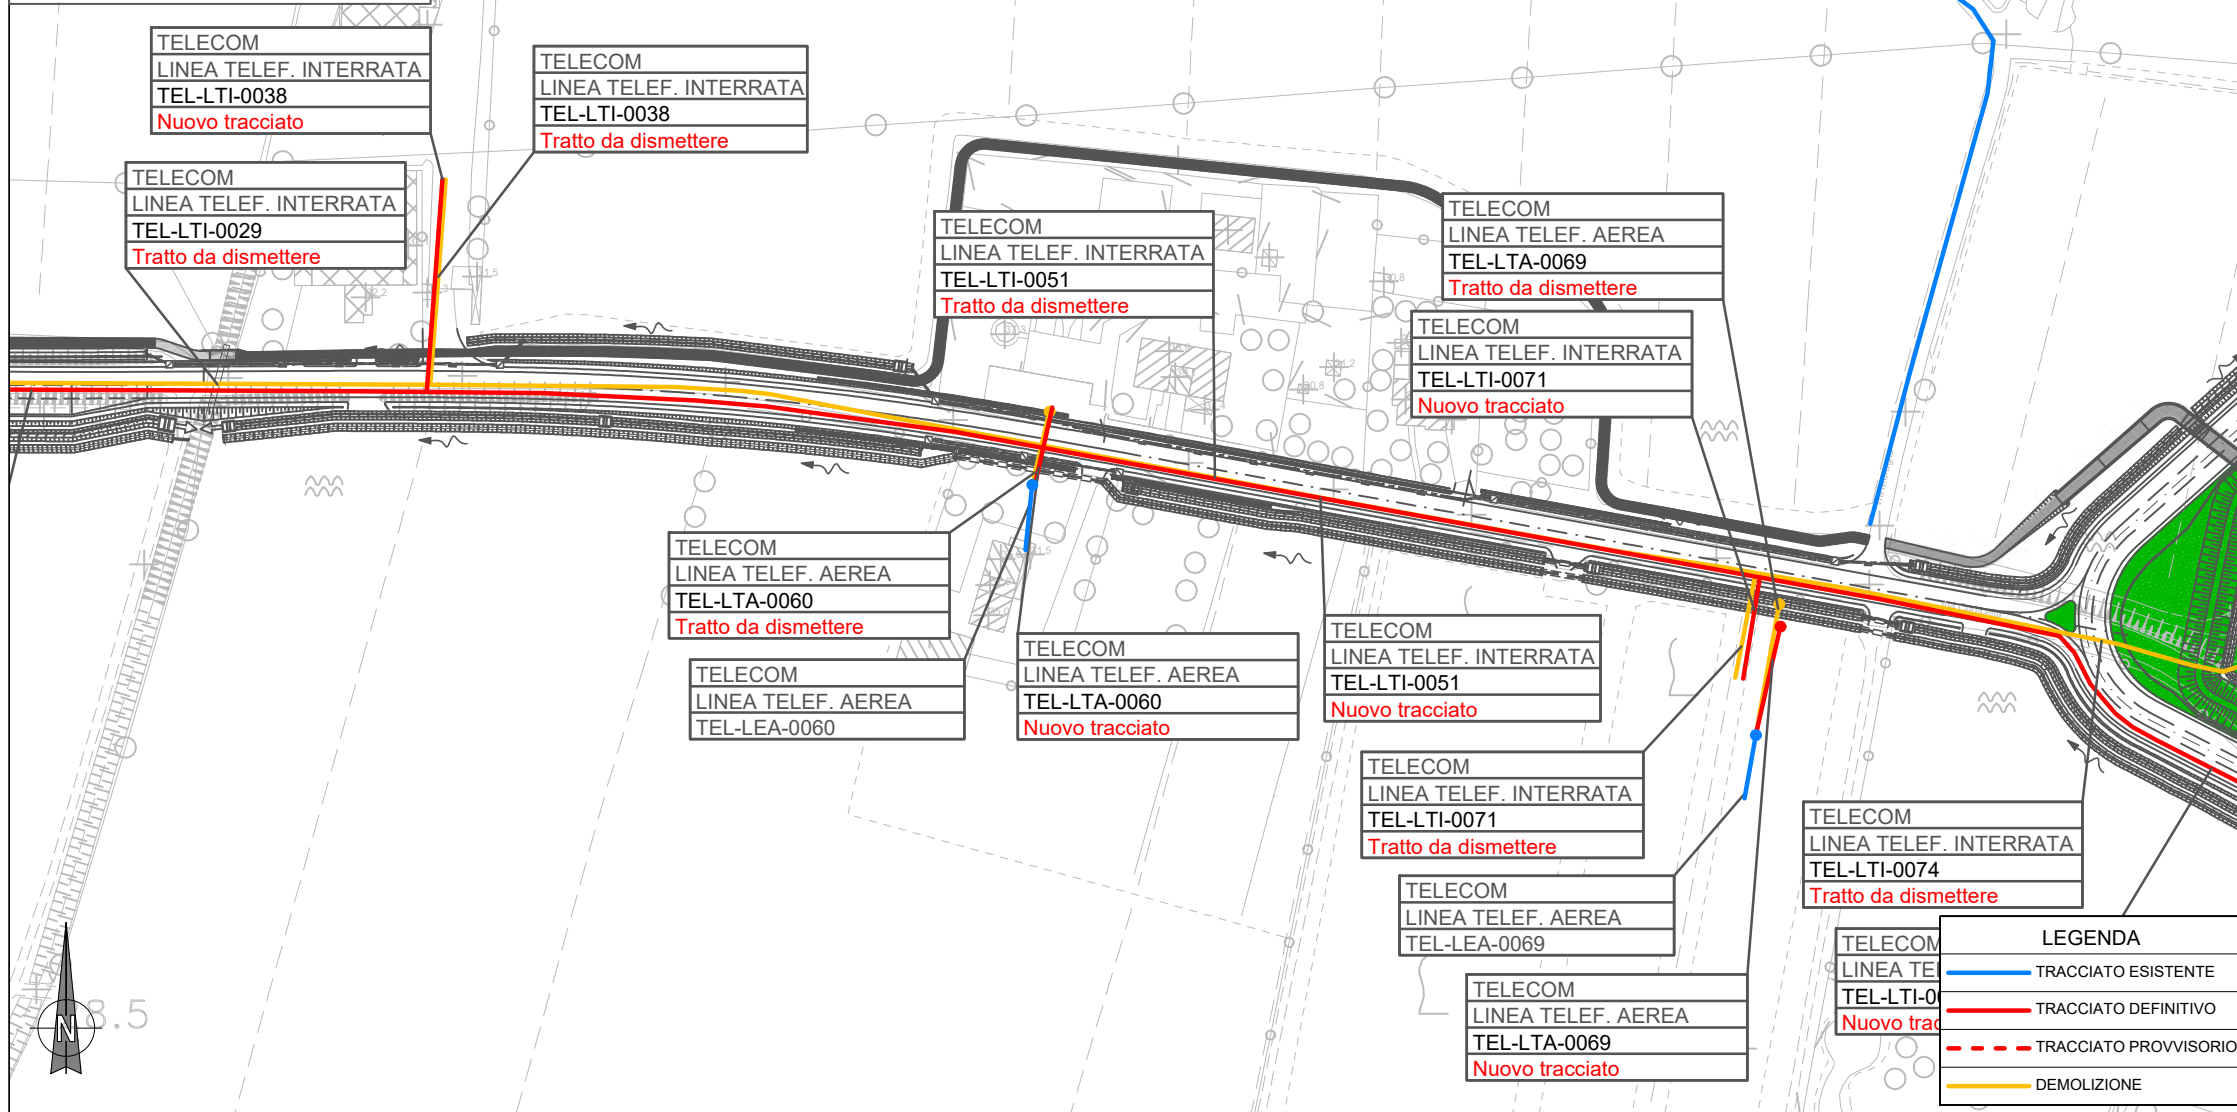 TELECOM
LINEA TELEF. INTERRATA
TEL-LTI-0038
Nuovo tracciato
TELECOM
LINEA TELEF. INTERRATA
TEL-LTI-0038
Tratto da dismettere
TELECOM
LINEA TELEF. INTERRATA
TEL-LTI-0029
Tratto da dismettere
TELECOM
LINEA TELEF. INTERRATA
TEL-LTI-0051
Tratto da dismettere
TELECOM
LINEA TELEF. AEREA
TEL-LTA-0069
Tratto da dismettere
TELECOM
LINEA TELEF. INTERRATA
TEL-LTI-0071
Nuovo tracciato
TELECOM
LINEA TELEF. AEREA
TEL-LTA-0060
Tratto da dismettere
TELECOM
LINEA TELEF. AEREA
TEL-LEA-0060
TELECOM
LINEA TELEF. AEREA
TEL-LTA-0060
Nuovo tracciato
TELECOM
LINEA TELEF. INTERRATA
TEL-LTI-0051
Nuovo tracciato
TELECOM
LINEA TELEF. INTERRATA
TEL-LTI-0071
Tratto da dismettere
TELECOM
LINEA TELEF. INTERRATA
TEL-LTI-0074
Tratto da dismettere
TELECOM
LINEA TELEF. AEREA
TEL-LEA-0069
TELECOM
LINEA TELEF. AEREA
TEL-LTA-0069
Nuovo tracciato
TELECOM
LINEA
Nuovo
LEGENDA
TRACCIATO ESISTENTE
TRACCIATO DEFINITIVO
TRACCIATO PROVVISORIO
DEMOLIZIONE
N
8.5